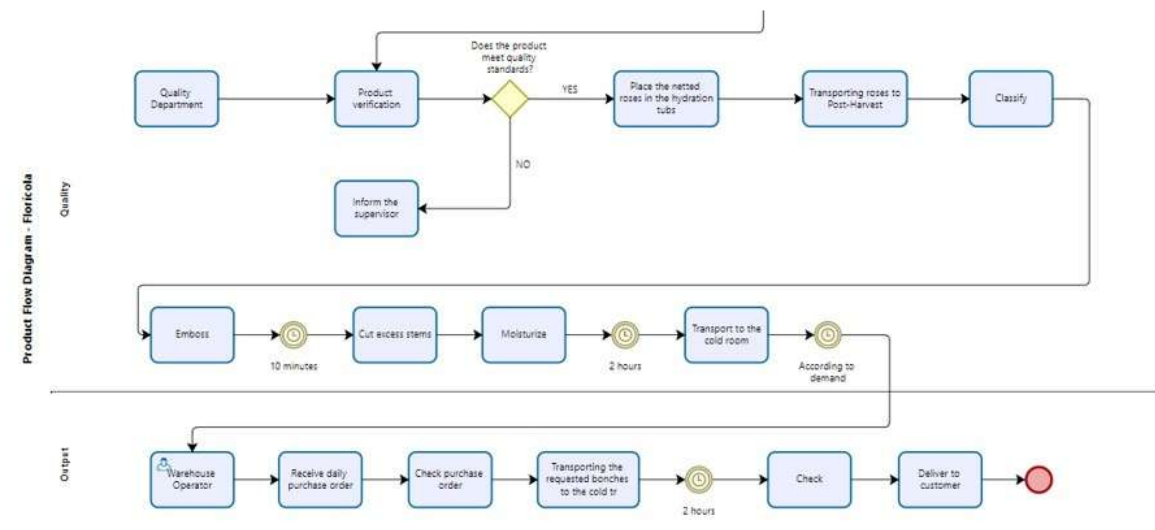 Product Flow Diagram - Floricola
Quality
Does the product
meet quality
standards?
Quality
Department
Product
verification
YES
Place the netted
roses in the hydration
tubs
Transporting roses to
Post-Harvest
Classify
NO
Inform the
supervisor
Emboss
10 minutes
Cut excess stems
Moisturize
2 hours
Transport to the
cold room
According to
demand
Output
Warehouse
Operator
Receive daily
purchase order
Check purchase
order
Transporting the
requested bonches
to the cold tr
2 hours
Check
Deliver to
customer